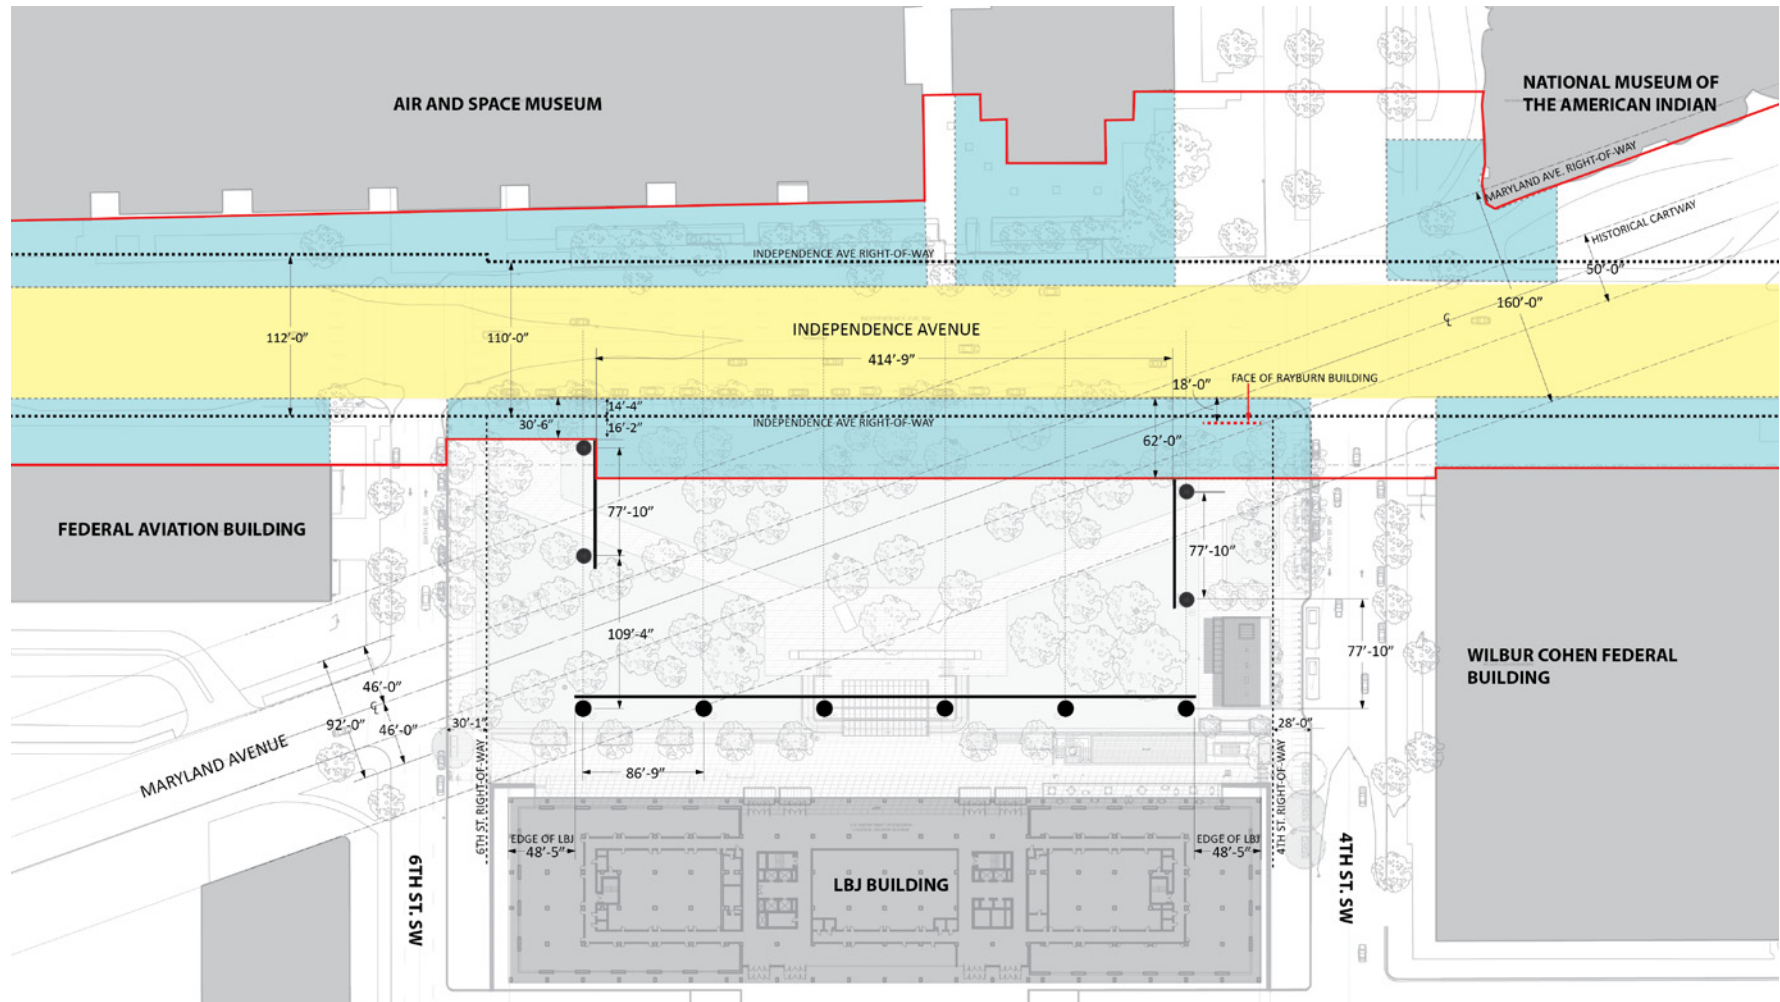 AIR AND SPACE MUSEUM
NATIONAL MUSEUM OF
THE AMERICAN INDIAN
MARYLAND AVE. RIGHT-OF-WAY
HISTORICAL CARTWAY
50'-0"
160'-0"
INDEPENDENCE AVE RIGHT-OF-WAY
112'-0"
110'-0"
INDEPENDENCE AVENUE
414'-9"
18'-0"
FACE OF RAYBURN BUILDING
14'-4"
30'-6"
16'-2"
INDEPENDENCE AVE RIGHT-OF-WAY
62'-0"
FEDERAL AVIATION BUILDING
77'-10"
77'-10"
109'-4"
77'-10"
WILBUR COHEN FEDERAL
BUILDING
46'-0"
92'-0"
46'-0"
30'-1"
28'-0"
MARYLAND AVENUE
86'-9"
6TH ST. RIGHT-OF-WAY
4TH ST. RIGHT-OF-WAY
EDGE OF LBJ
48'-5"
EDGE OF LBJ
48'-5"
LBJ BUILDING
6TH ST. SW
4TH ST. SW